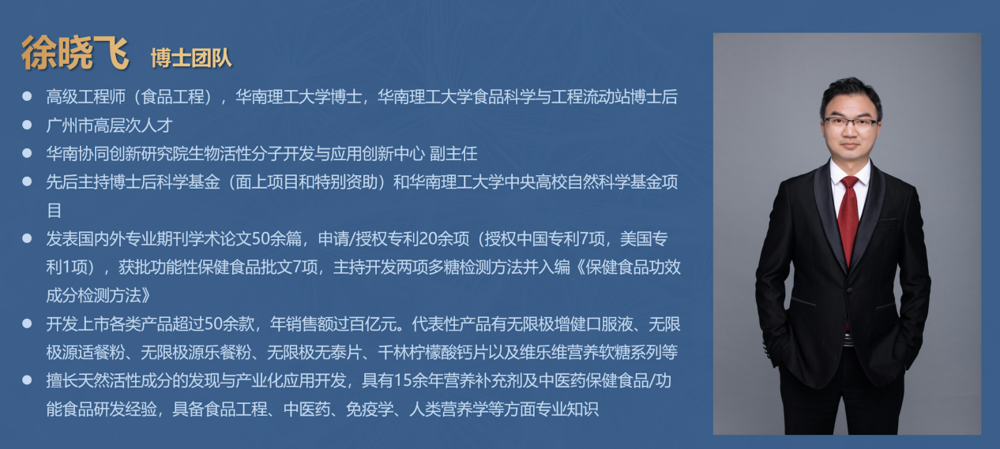 徐晓飞 博士团队
● 高级工程师（食品工程），华南理工大学博士，华南理工大学食品科学与工程流动站博士后
● 广州市高层次人才
● 华南协同创新研究院生物活性分子开发与应用创新中心 副主任
● 先后主持博士后科学基金（面上项目和特别资助）和华南理工大学中央高校自然科学基金项
目
● 发表国内外专业期刊学术论文50余篇，申请/授权专利20余项（授权中国专利7项，美国专
利1项），获批功能性保健食品批文7项，主持开发两项多糖检测方法并入编《保健食品功效
成分检测方法》
● 开发上市各类产品超过50余款，年销售额过百亿元。代表性产品有无限极增健口服液、无限
极源适餐粉、无限极源乐餐粉、无限极无泰片、千林柠檬酸钙片以及维乐维营养软糖系列等
● 擅长天然活性成分的发现与产业化应用开发，具有15余年营养补充剂及中医药保健食品/功
能食品研发经验，具备食品工程、中医药、免疫学、人类营养学等方面专业知识